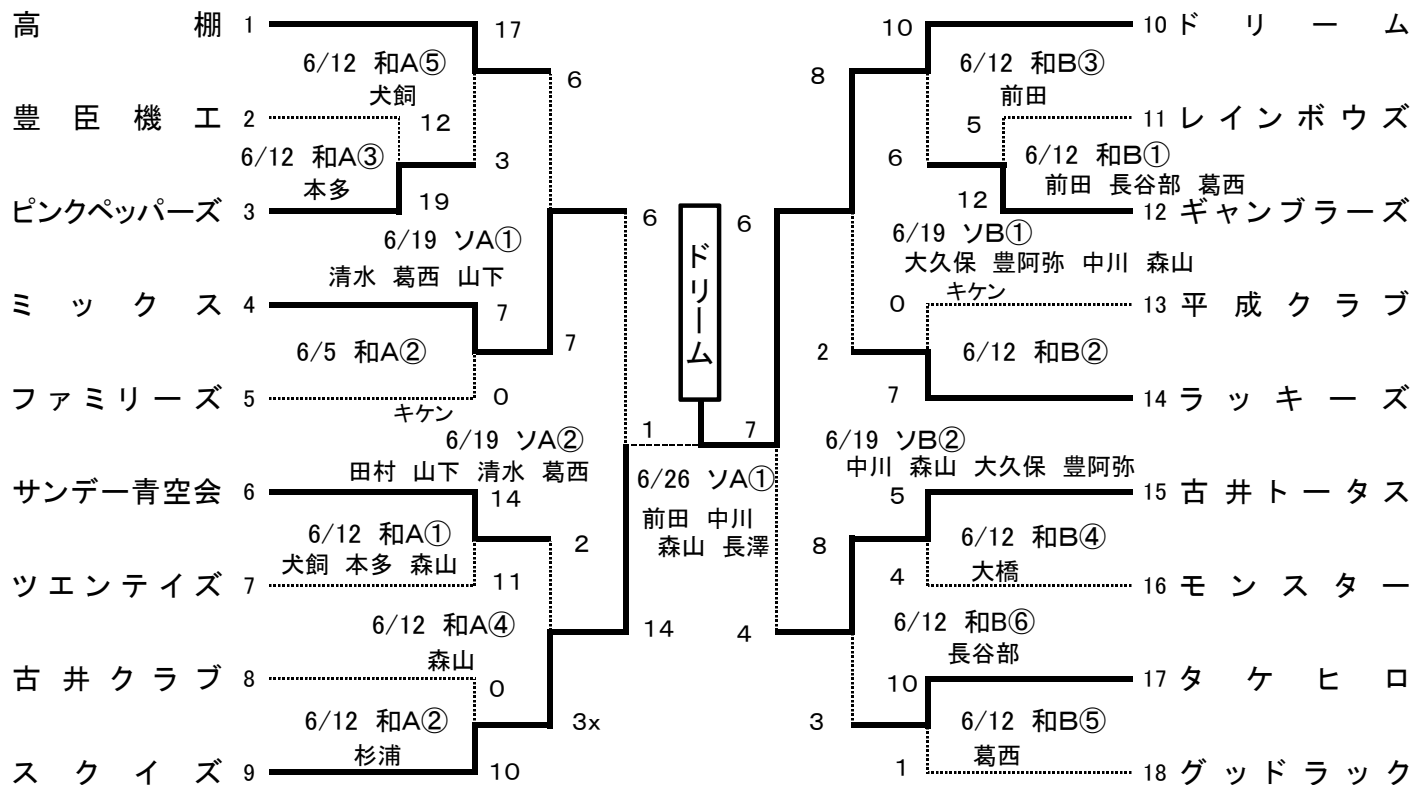 高棚 1 17 10 10 ドリーム
6/12 和A⑤ 6 8 6/12 和B③
犬飼 前田
豊臣機工 2 12 5 11 レインボウズ
6/12 和A③ 3 6 6/12 和B①
本多 前田 長谷部 葛西
ピンクペッパーズ 3 19 6 ドリーム 6 12 12 ギャンブラーズ
6/19 ソA① 6/19 ソB①
清水 葛西 山下 大久保 豊阿弥 中川 森山
キケン
ミックス 4 7 0 13 平成クラブ
6/5 和A② 7 2 6/12 和B②
ファミリーズ 5 0 7 14 ラッキーズ
キケン
6/19 ソA② 1 7 6/19 ソB②
田村 山下 清水 葛西 中川 森山 大久保 豊阿弥
サンデー青空会 6 14 6/26 ソA① 5 15 古井トータス
前田 中川
6/12 和A① 2 森山 長澤 8 6/12 和B④
犬飼 本多 森山 大橋
ツエンテイズ 7 11 4 16 モンスター
6/12 和A④ 14 4 6/12 和B⑥
森山 長谷部
古井クラブ 8 0 10 17 タケヒロ
6/12 和A② 3x 3 6/12 和B⑤
杉浦 葛西
スクイズ 9 10 1 18 グッドラック